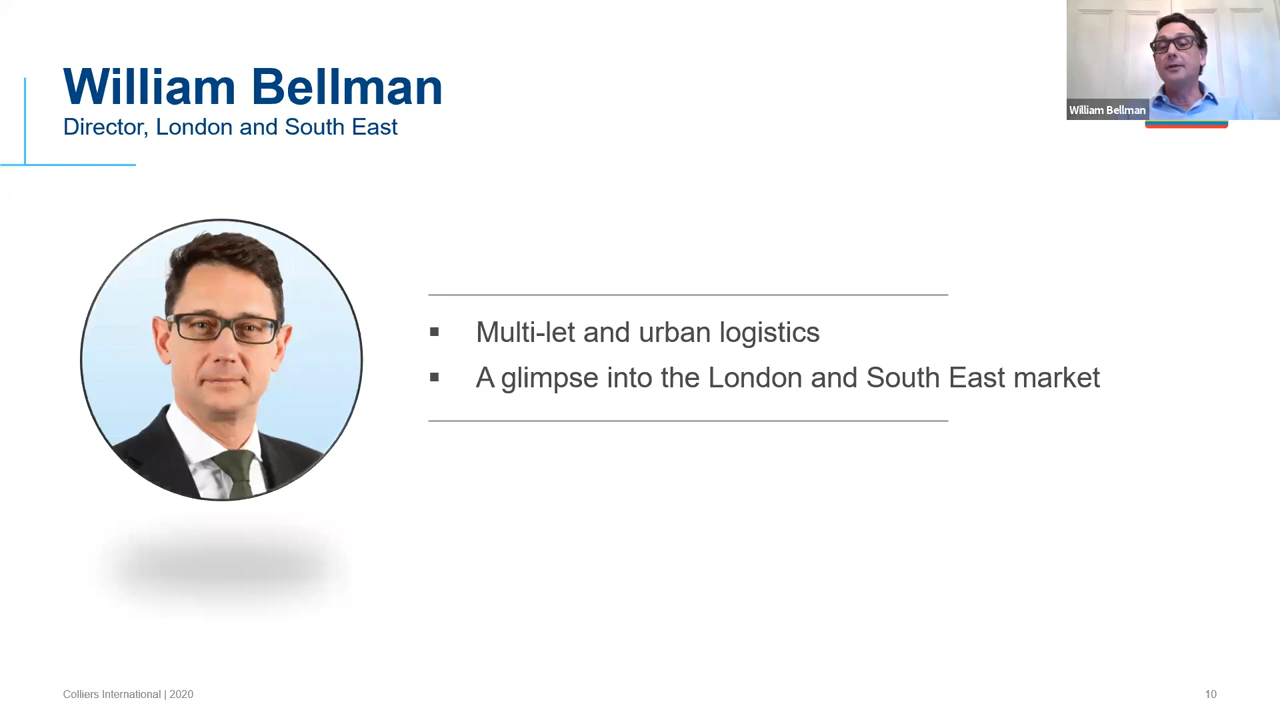 William Bellman
Director, London and South East
William Bellman
Multi-let and urban logistics
A glimpse into the London and South East market
Colliers International | 2020
10